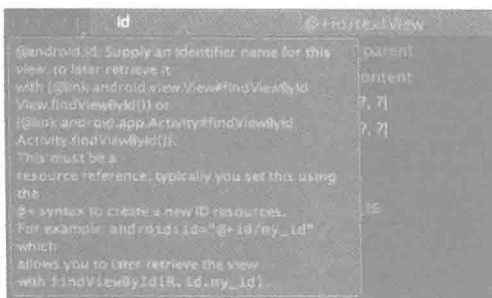 id
@+id/textView
@android:id: Supply an identifier name for this
view, to later retrieve it
with {@link android.view.View#findViewById
View.findViewById()} or
{@link android.app.Activity#findViewById
Activity.findViewById()}.
This must be a
resource reference; typically you set this using
the
@+ syntax to create a new ID resources.
For example: android:id="@+id/my_id"
which
allows you to later retrieve the view
with findViewById(R.id.my_id).
parent
ontent
?, ?]
?, ?]